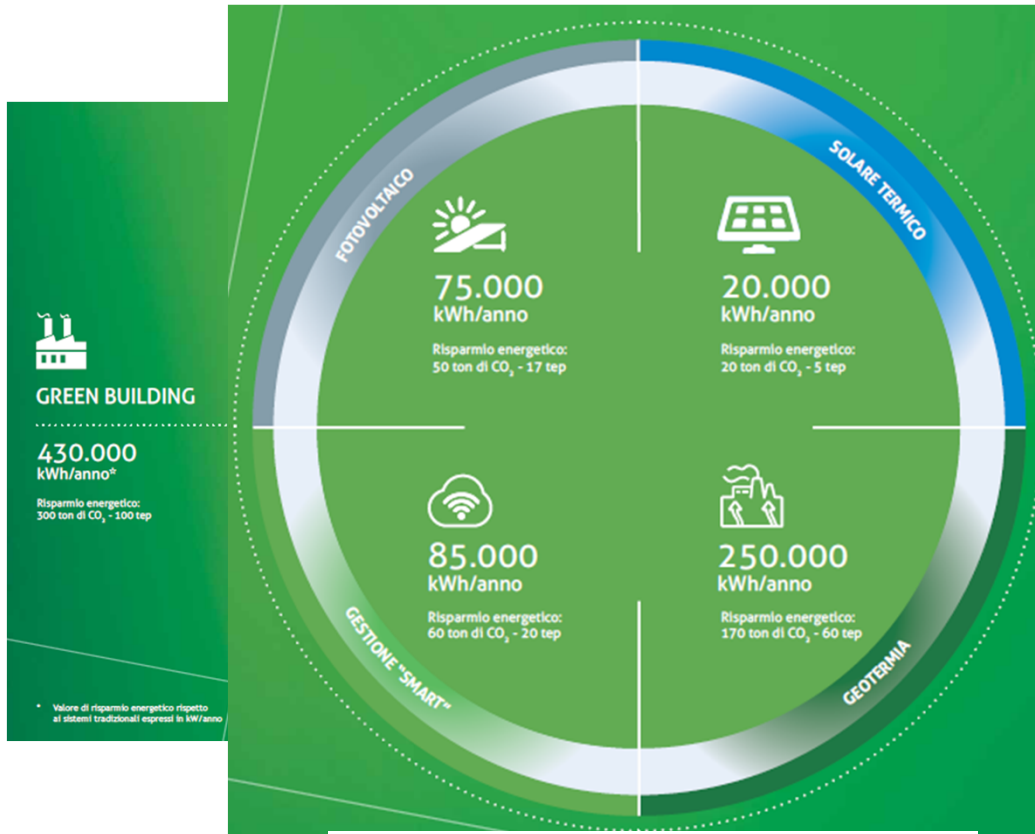 GREEN BUILDING
430.000
kWh/anno*
Risparmio energetico:
300 ton di CO₂ - 100 tep
* Valore di risparmio energetico rispetto
ai sistemi tradizionali espressi in kW/anno
FOTOVOLTAICO
75.000
kWh/anno
Risparmio energetico:
50 ton di CO₂ - 17 tep
SOLARE TERMICO
20.000
kWh/anno
Risparmio energetico:
20 ton di CO₂ - 5 tep
GESTIONE "SMART"
85.000
kWh/anno
Risparmio energetico:
60 ton di CO₂ - 20 tep
GEOTERMIA
250.000
kWh/anno
Risparmio energetico:
170 ton di CO₂ - 60 tep